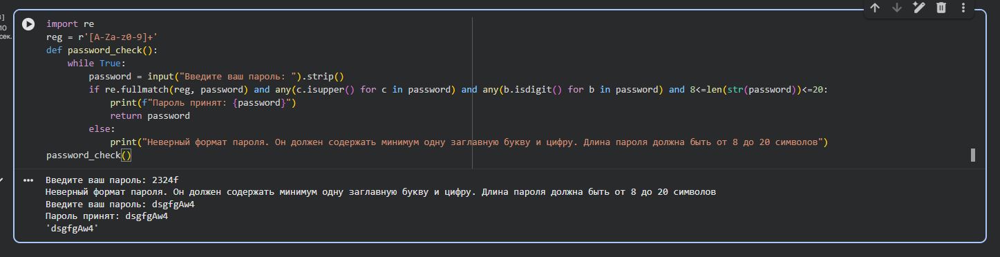 3]
10
сек.
import re
reg = r'[A-Za-z0-9]+'
def password_check():
    while True:
        password = input("Введите ваш пароль: ").strip()
        if re.fullmatch(reg, password) and any(c.isupper() for c in password) and any(b.isdigit() for b in password) and 8<=len(str(password))<=20:
            print(f"Пароль принят: {password}")
            return password
        else:
            print("Неверный формат пароля. Он должен содержать минимум одну заглавную букву и цифру. Длина пароля должна быть от 8 до 20 символов")
password_check()
Введите ваш пароль: 2324f
Неверный формат пароля. Он должен содержать минимум одну заглавную букву и цифру. Длина пароля должна быть от 8 до 20 символов
Введите ваш пароль: dsgfgAw4
Пароль принят: dsgfgAw4
'dsgfgAw4'